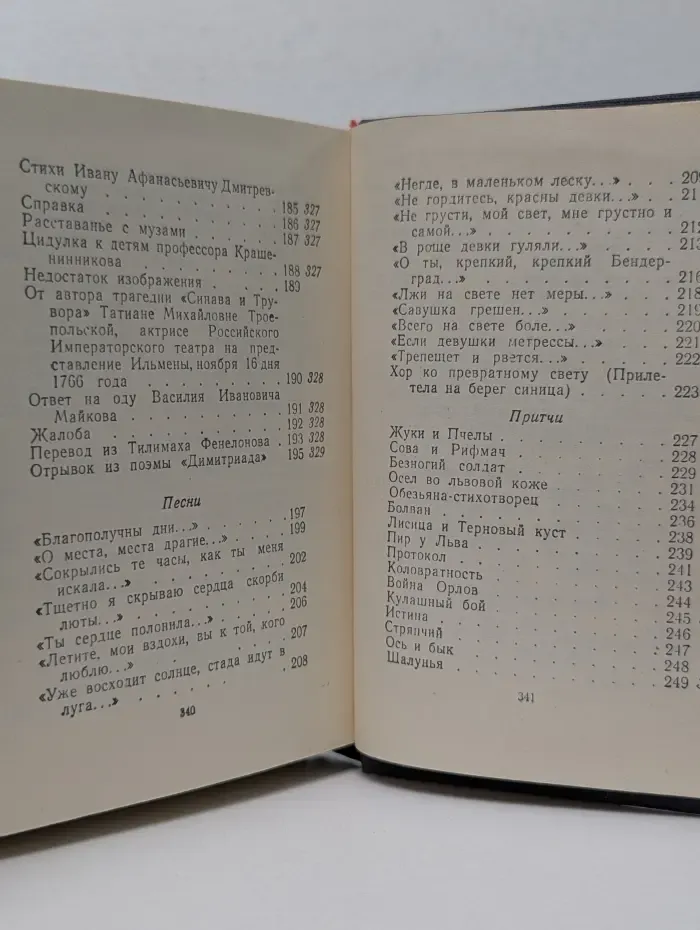 Стихи Ивану Афанасьевичу Дмитрев-
скому . . . . . . . . . . . 185 327
Справка . . . . . . . . . . 186 327
Расставанье с музами . . . . . 187 327
Цидулка к детям профессора Краше-
нинникова . . . . . . . . . 188 327
Недостаток изображения . . . . . 189
От автора трагедии «Синава и Тру-
вора» Татиане Михайловне Трое-
польской, актрисе Российского
Императорского театра на пред-
ставление Ильмены, ноября 16 дня
1766 года . . . . . . . . . 190 328
Ответ на оду Василия Ивановича
Майкова . . . . . . . . . . 191 328
Жалоба . . . . . . . . . . 192 328
Перевод из Тилимаха Фенелонова . 193 328
Отрывок из поэмы «Димитриада» . 195 329
Песни
«Благополучны дни...» . . . . . . 197
«О места, места драгие...» . . . . 199
«Сокрылись те часы, как ты меня
искала...» . . . . . . . . . 202
«Тщетно я скрываю сердца скорби
люты...» . . . . . . . . . . 204
«Ты сердце полонила...» . . . . . 206
«Летите, мои вздохи, вы к той, кого
люблю...» . . . . . . . . . 207
«Уже восходит солнце, стада идут в
луга...» . . . . . . . . . . 208
340
«Негде, в маленьком леску...» . . . 209
«Не гордитесь, красны девки...» . . 21
«Не грусти, мой свет, мне грустно и
самой...» . . . . . . . . . 212
«В роще девки гуляли...» . . . . . 213
«О ты, крепкий, крепкий Бендер-
град...» . . . . . . . . . . 216
«Лжи на свете нет меры...» . . . . 218
«Савушка грешен...» . . . . . . 219
«Всего на свете боле...» . . . . . 220
«Если девушки метрессы...» . . . . 221
«Трепещет и рвется...» . . . . . 222
Хор ко превратному свету (Приле-
тела на берег синица) . . . . . 223
Притчи
Жуки и Пчелы . . . . . . . . 227
Сова и Рифмач . . . . . . . . 228
Безногий солдат . . . . . . . 229
Осел во львовой коже . . . . . 231
Обезьяна-стихотворец . . . . . 234
Болван . . . . . . . . . . 236
Лисица и Терновый куст . . . . 238
Пир у Льва . . . . . . . . . 239
Протокол . . . . . . . . . 241
Коловратность . . . . . . . . 243
Война Орлов . . . . . . . . 244
Кулашный бой . . . . . . . . 245
Истина . . . . . . . . . . 246
Стряпчий . . . . . . . . . 247
Ось и бык . . . . . . . . . 248
Шалунья . . . . . . . . . . 249
341